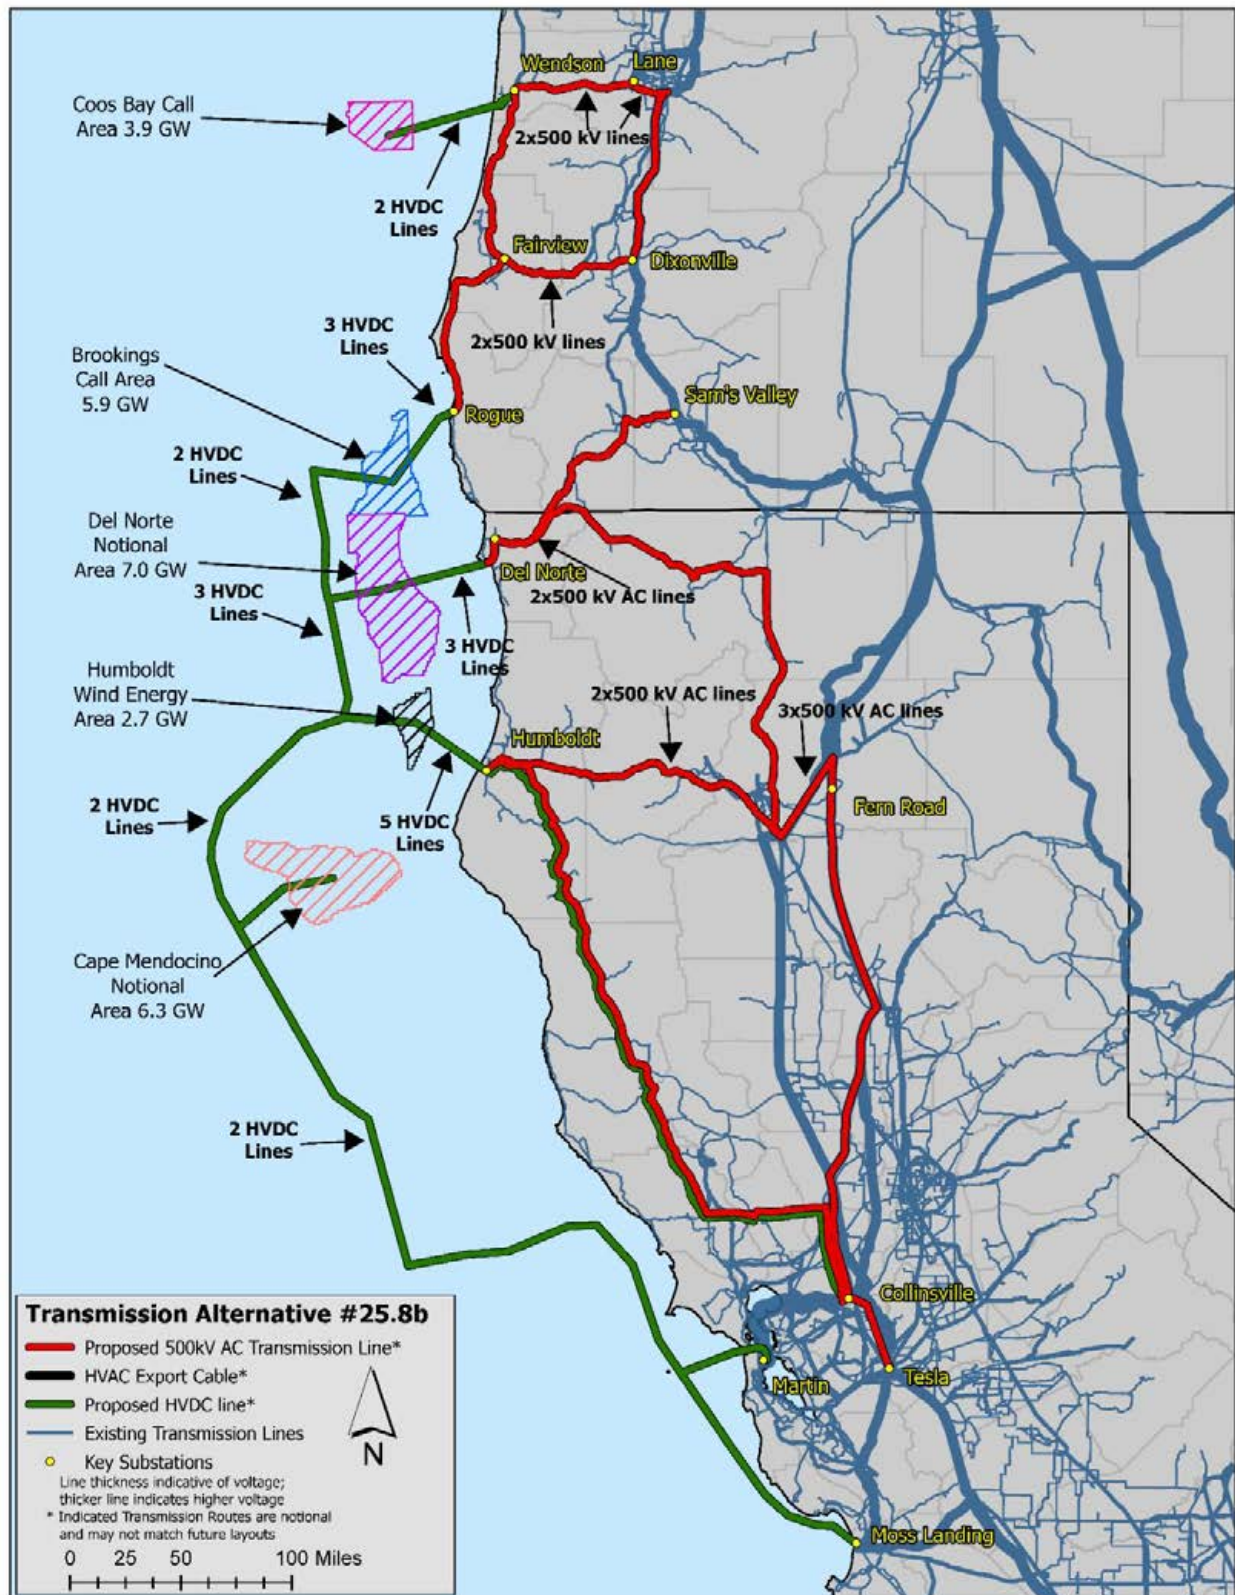 Wendson
Lane
Coos Bay Call
Area 3.9 GW
2x500 kV lines
2 HVDC
Lines
Fairview
Dixonville
3 HVDC
Lines
2x500 kV lines
Brookings
Call Area
5.9 GW
Sam's Valley
Rogue
2 HVDC
Lines
Del Norte
Notional
Area 7.0 GW
Del Norte
2x500 kV AC lines
3 HVDC
Lines
3 HVDC
Lines
Humboldt
Wind Energy
Area 2.7 GW
2x500 kV AC lines
3x500 kV AC lines
Humboldt
Fern Road
2 HVDC
Lines
5 HVDC
Lines
Cape Mendocino
Notional
Area 6.3 GW
2 HVDC
Lines
Collinsville
Tesla
Martin
Moss Landing
Transmission Alternative #25.8b
Proposed 500kV AC Transmission Line*
HVAC Export Cable*
Proposed HVDC line*
Existing Transmission Lines
Key Substations
Line thickness indicative of voltage;
thicker line indicates higher voltage
* Indicated Transmission Routes are notional
and may not match future layouts
N
0 25 50 100 Miles